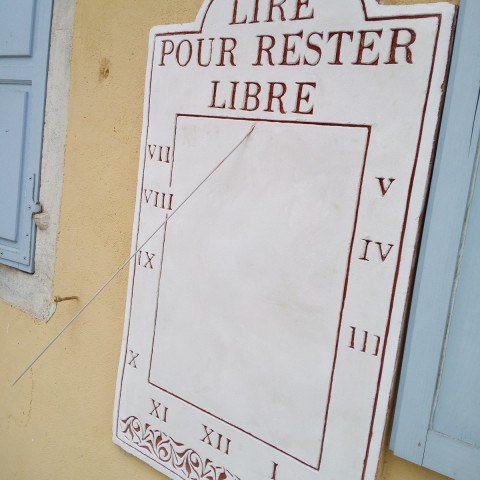 LIRE
POUR RESTER
LIBRE
VII
VIII
IX
X
XI
XII
I
III
IV
V